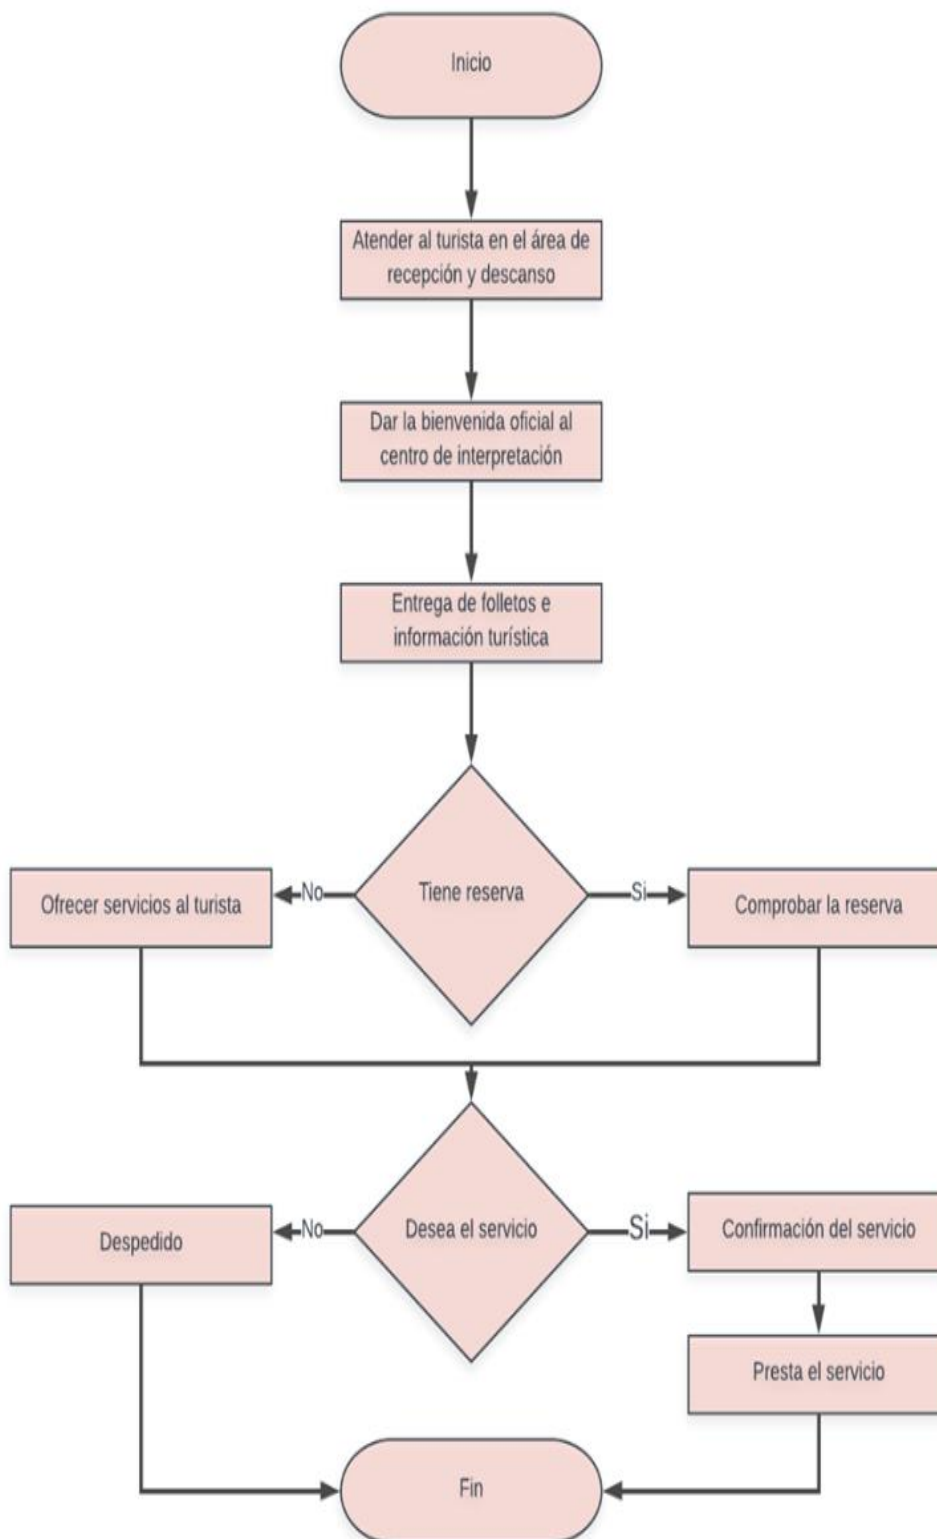 Inicio
Atender al turista en el área de
recepción y descanso
Dar la bienvenida oficial al
centro de interpretación
Entrega de folletos e
información turística
Ofrecer servicios al turista
No
Tiene reserva
Si
Comprobar la reserva
Despedido
No
Desea el servicio
Si
Confirmación del servicio
Presta el servicio
Fin